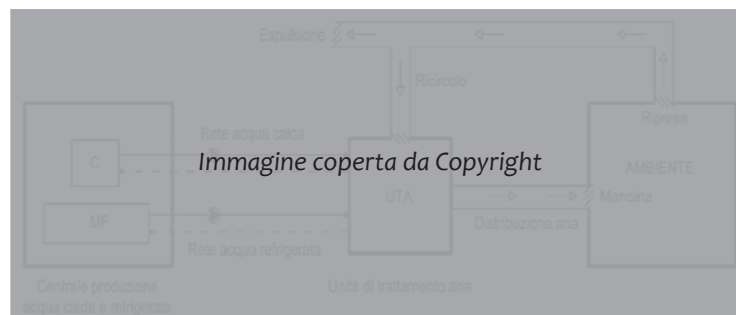 Espulsione
Ricircolo
Rete acqua calda
Ripresa
Immagine coperta da Copyright
C
AMBIENTE
UTA
Mandata
MF
Distribuzione aria
Rete acqua refrigerata
Centrale produzione
acqua calda e refrigerata
Unità di trattamento aria